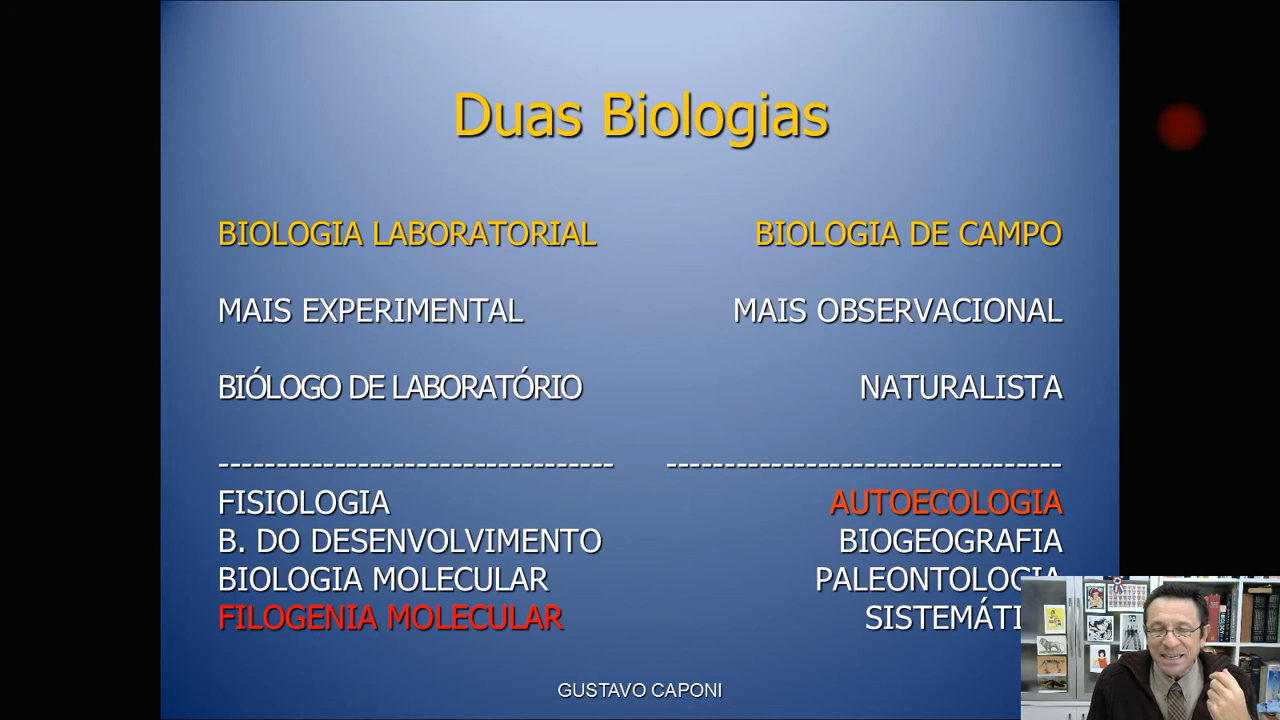 Duas Biologias
BIOLOGIA LABORATORIAL
BIOLOGIA DE CAMPO
MAIS EXPERIMENTAL
MAIS OBSERVACIONAL
BIÓLOGO DE LABORATÓRIO
NATURALISTA
---------------------------------- ----------------------------------
FISIOLOGIA
AUTOECOLOGIA
B. DO DESENVOLVIMENTO
BIOGEOGRAFIA
BIOLOGIA MOLECULAR
PALEONTOLOGIA
FILOGENIA MOLECULAR
GUSTAVO CAPONI